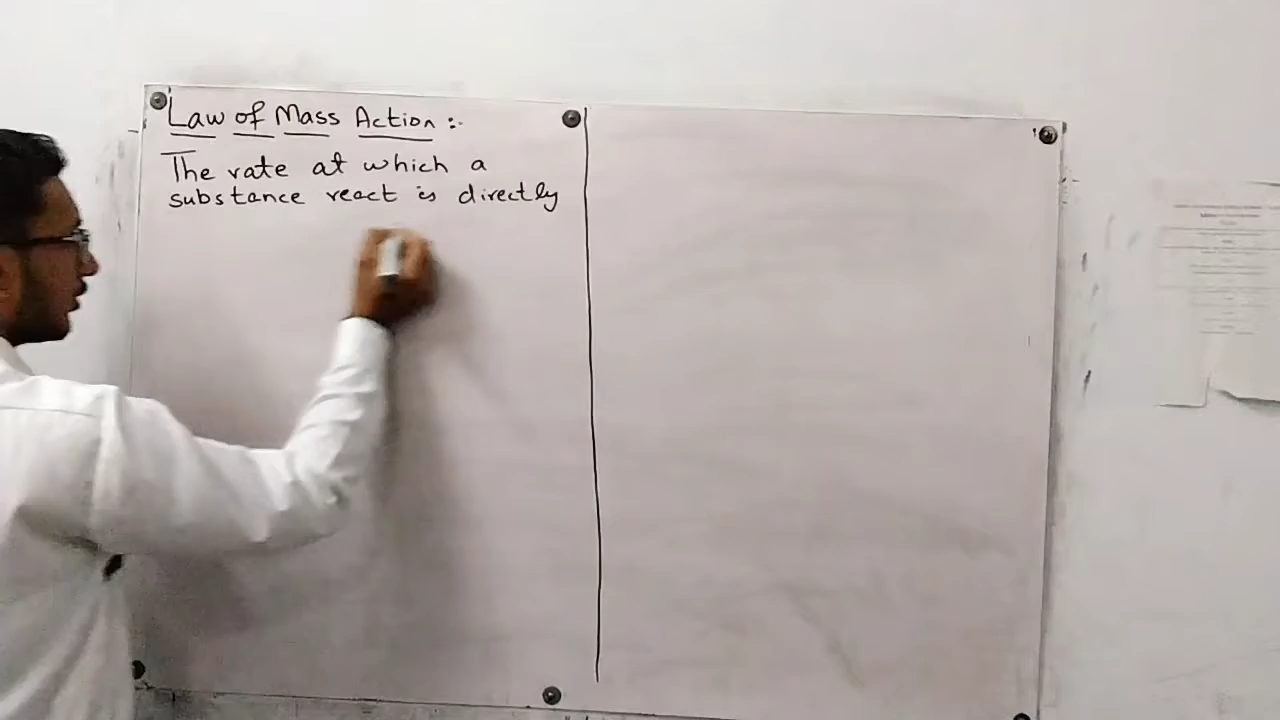 Law of Mass Action :-
The rate at which a
substance react is directly